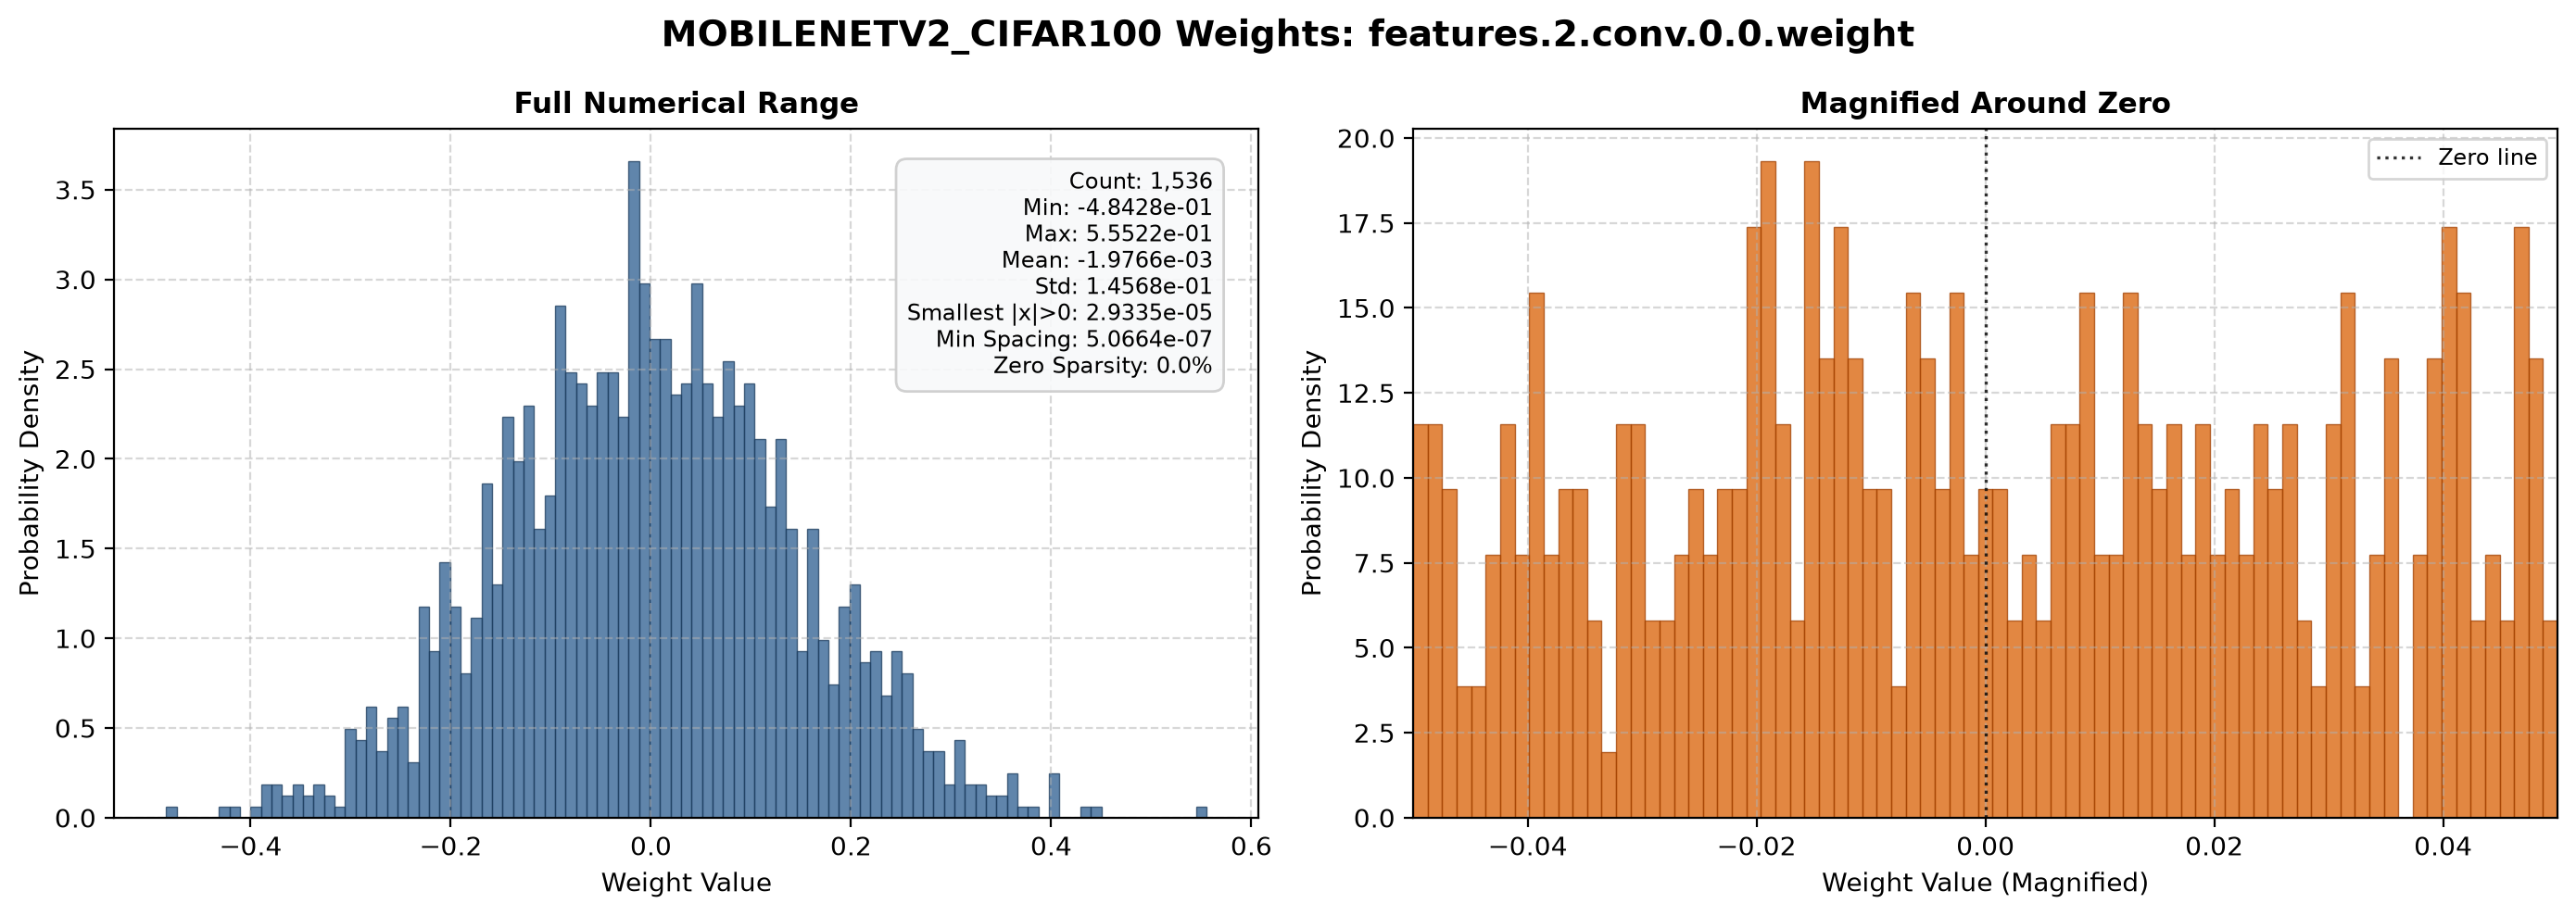 MOBILENETV2_CIFAR100 Weights: features.2.conv.0.0.weight
Full Numerical Range
Probability Density
3.5
3.0
2.5
2.0
1.5
1.0
0.5
0.0
−0.4
−0.2
0.0
0.2
0.4
0.6
Weight Value
Count: 1,536
Min: -4.8428e-01
Max: 5.5522e-01
Mean: -1.9766e-03
Std: 1.4568e-01
Smallest |x|>0: 2.9335e-05
Min Spacing: 5.0664e-07
Zero Sparsity: 0.0%
Magnified Around Zero
Probability Density
20.0
17.5
15.0
12.5
10.0
7.5
5.0
2.5
0.0
−0.04
−0.02
0.00
0.02
0.04
Weight Value (Magnified)
Zero line